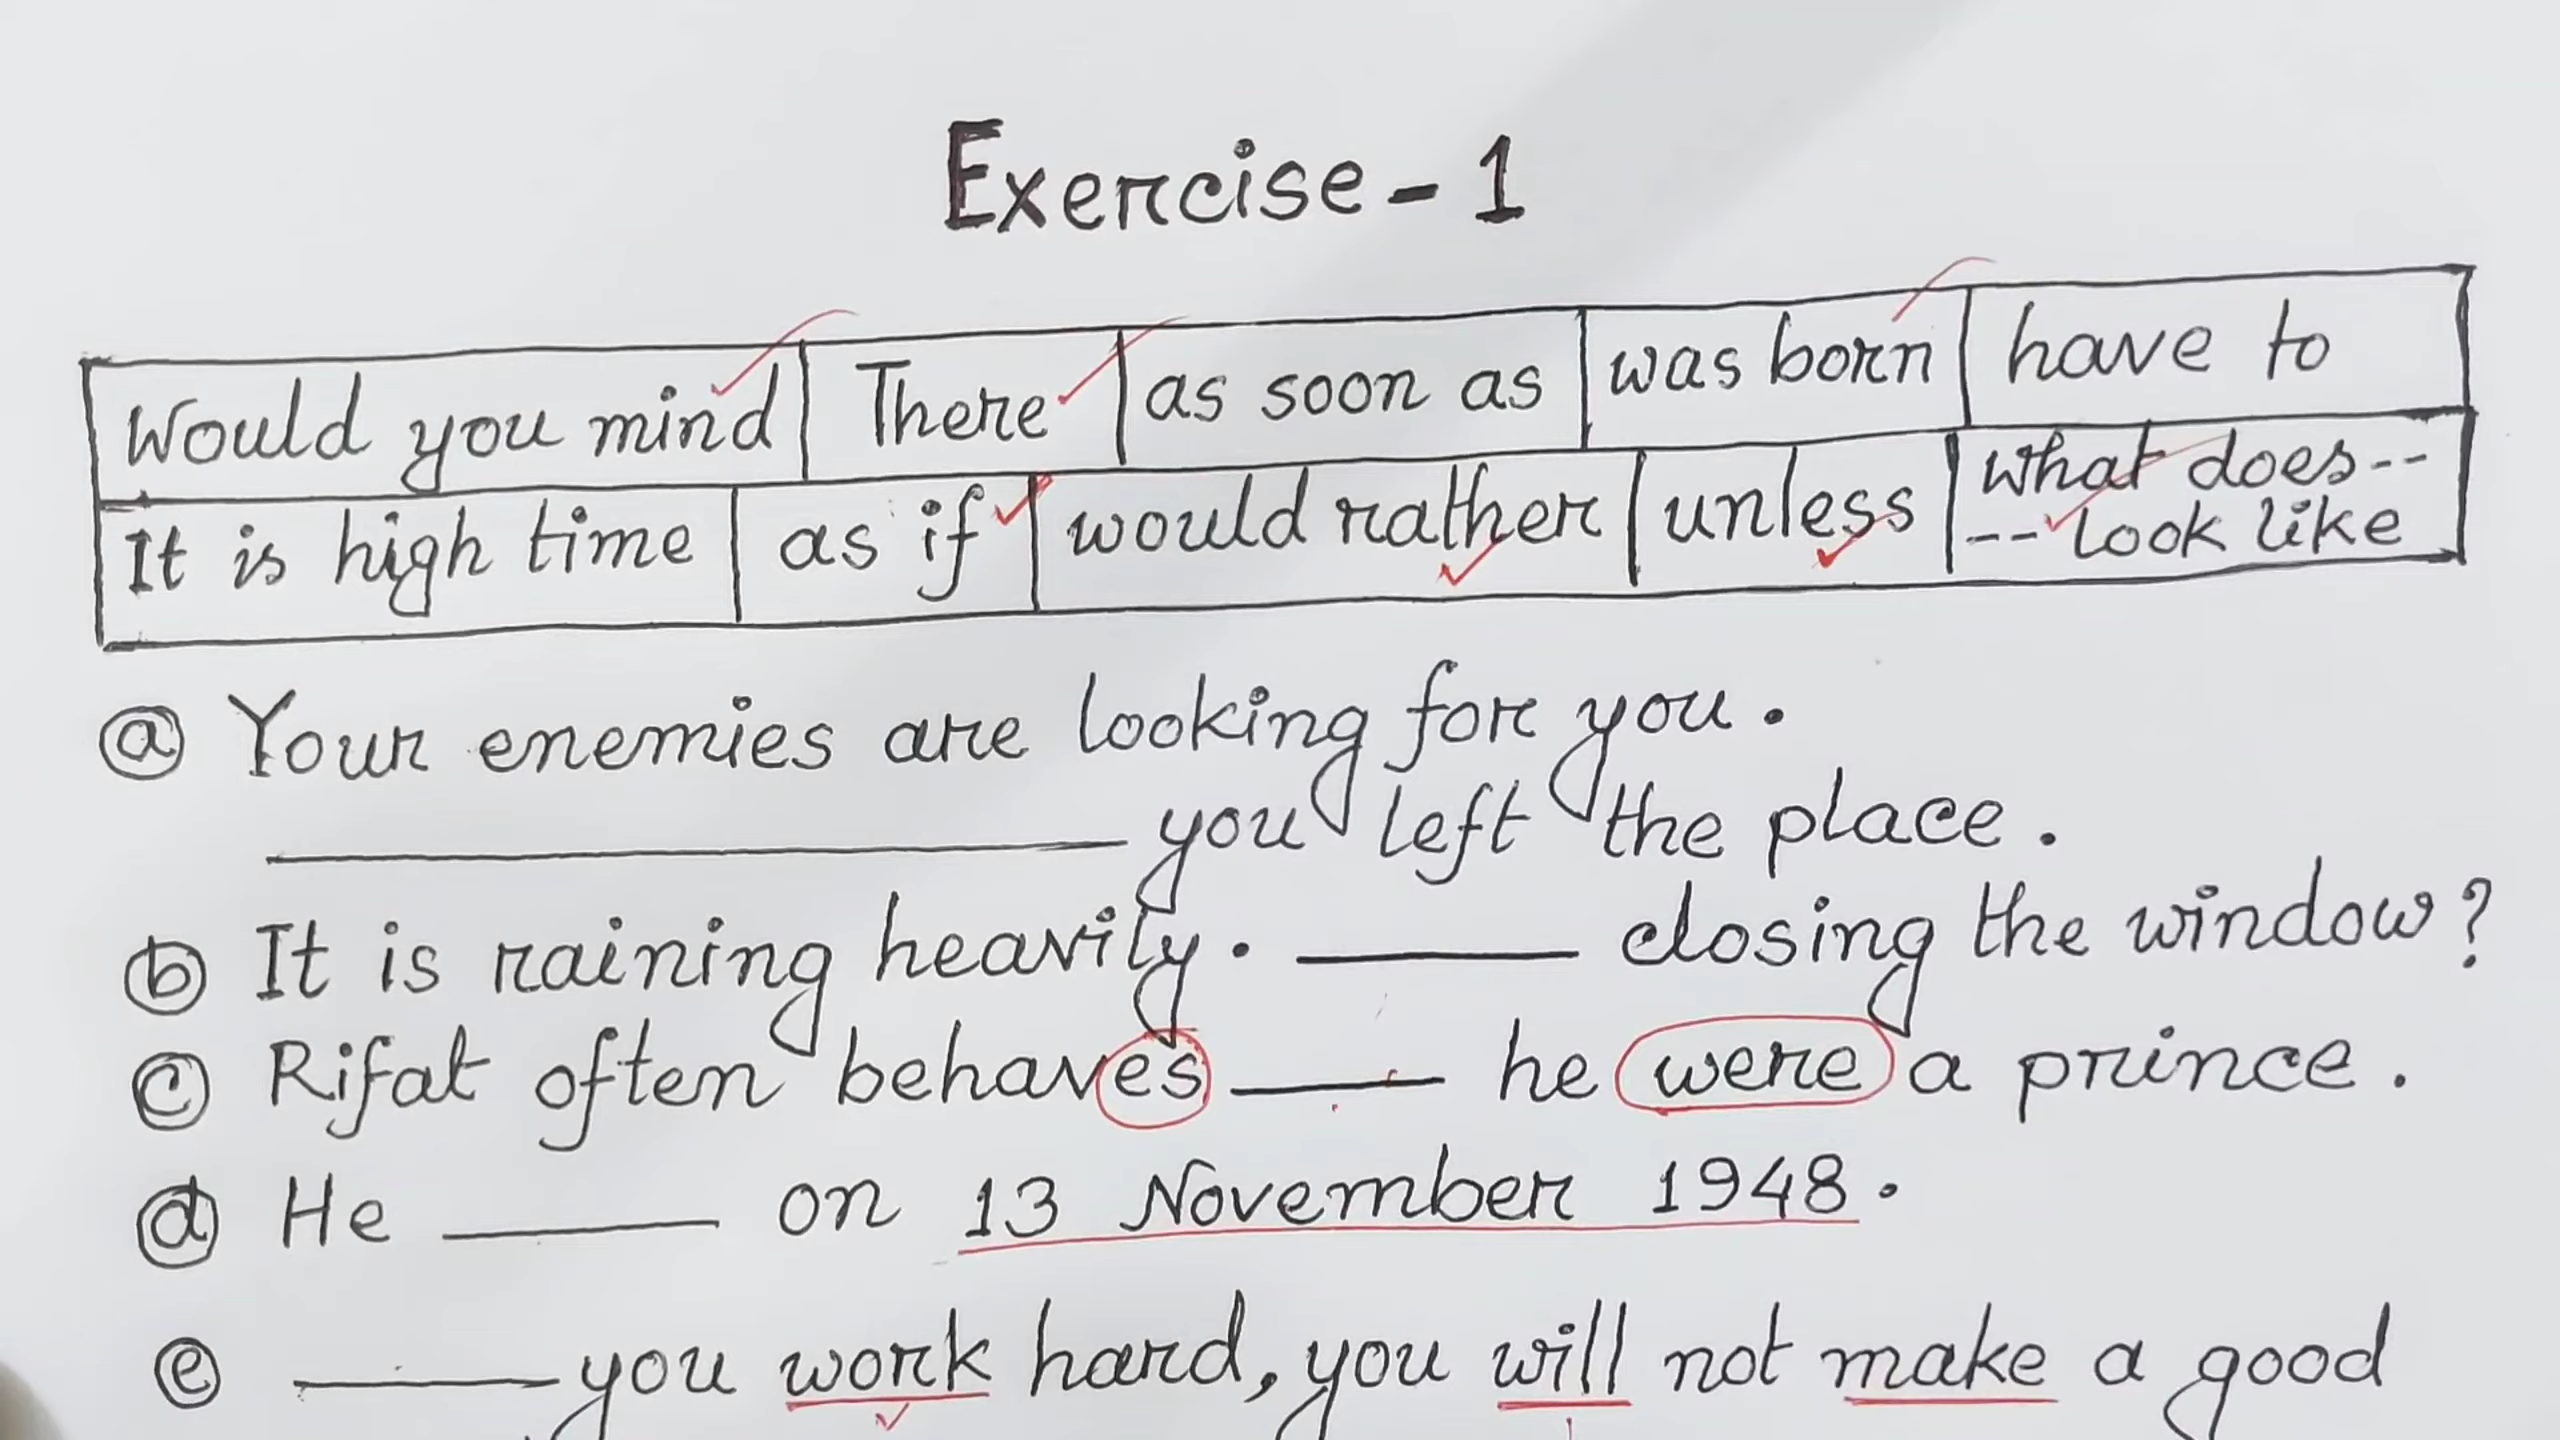 Exercise - 1
Would you mind | There | as soon as | was born | have to
It is high time | as if | would rather | unless | what does--
-- look like
ⓐ Your enemies are looking for you.
__________ you left the place.
ⓑ It is raining heavily. ______ closing the window?
ⓒ Rifat often behaves _____ he were a prince.
ⓓ He ______ on 13 November 1948.
ⓔ ______ you work hard, you will not make a good